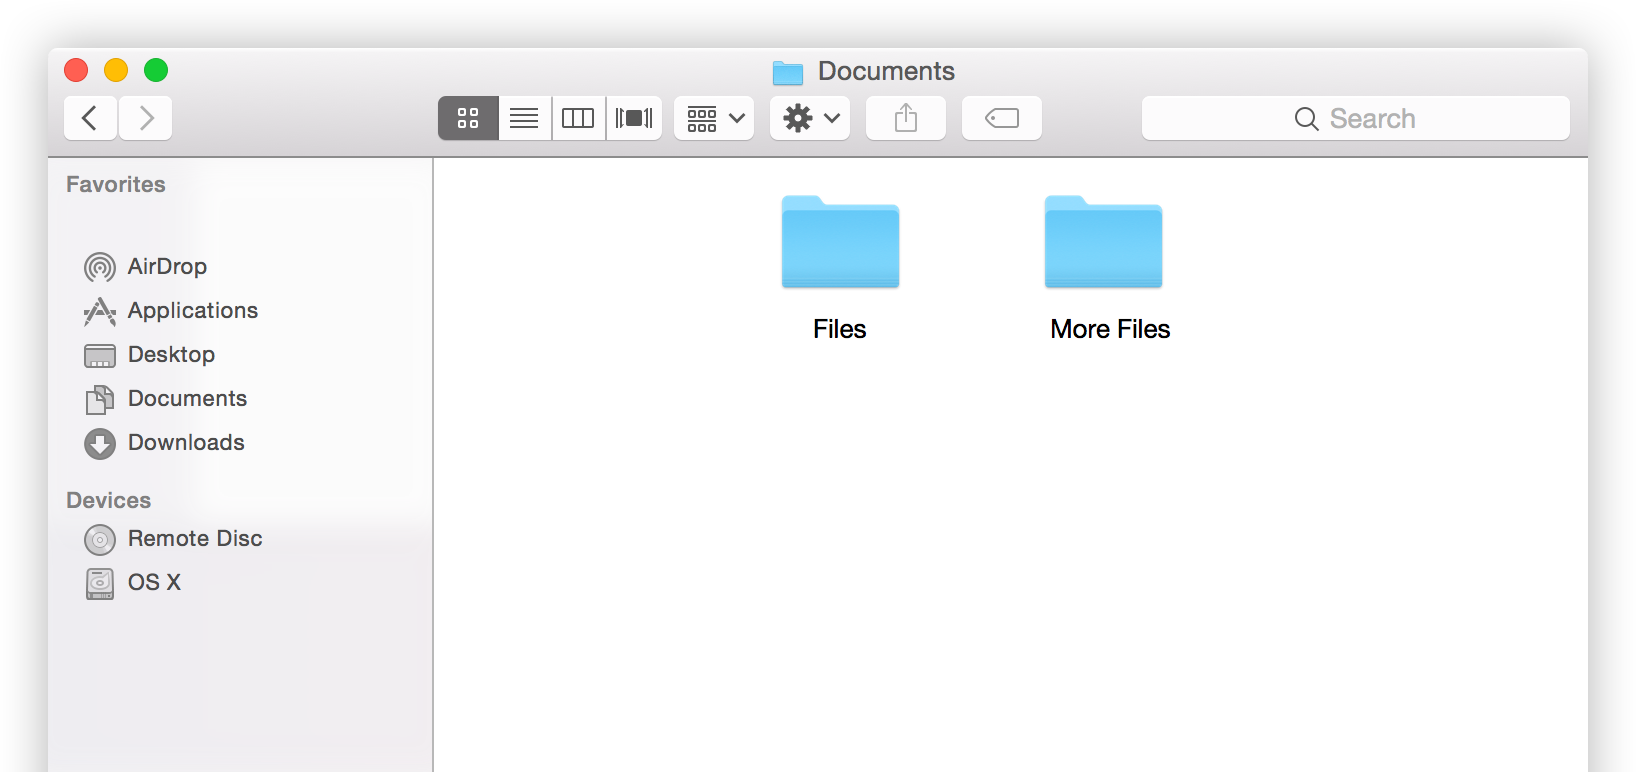 Documents
Search
Favorites
AirDrop
Applications
Desktop
Documents
Downloads
Devices
Remote Disc
OS X
Files
More Files